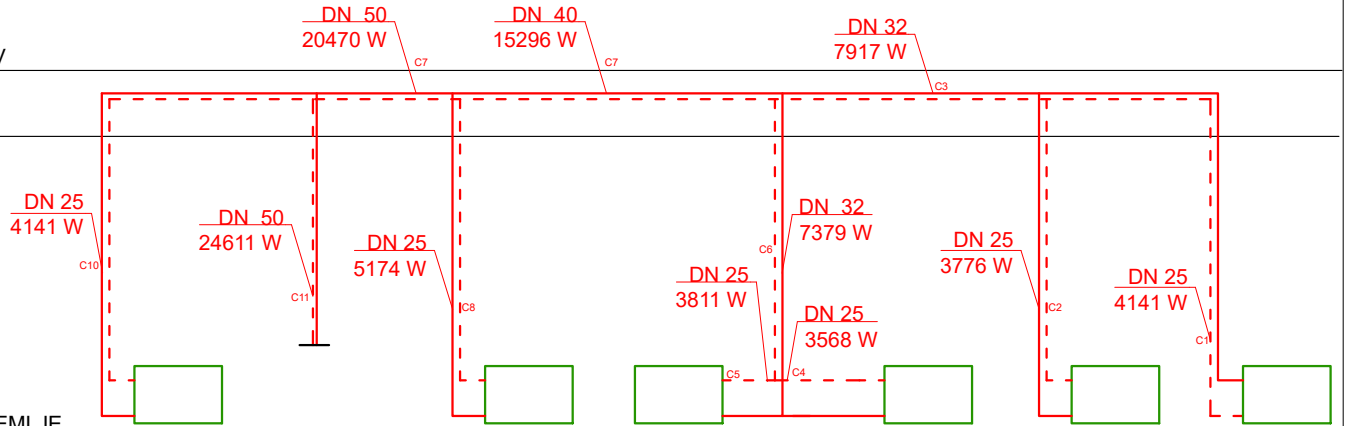 DN 50
20470 W
C7
DN 40
15296 W
C7
DN 32
7917 W
C3
DN 25
4141 W
C10
DN 50
24611 W
C11
DN 25
5174 W
C8
DN 25
3811 W
C5
DN 32
7379 W
C6
DN 25
3568 W
C4
DN 25
3776 W
C2
DN 25
4141 W
C1